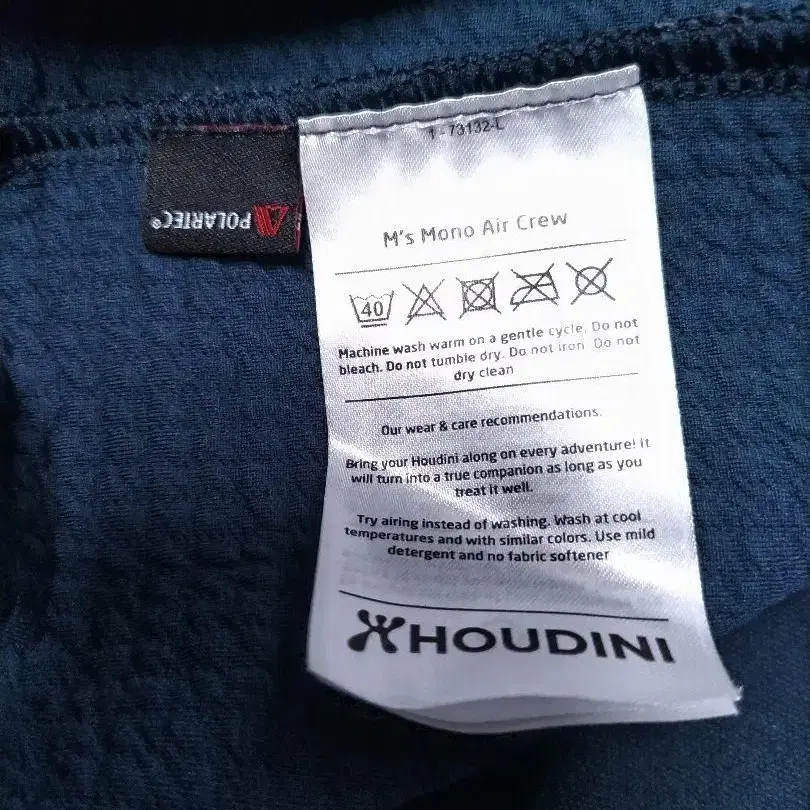 1 - 73132-L
POLARTEC®
M's Mono Air Crew
40
Machine wash warm on a gentle cycle. Do not
bleach. Do not tumble dry. Do not iron. Do not
dry clean
Our wear & care recommendations.
Bring your Houdini along on every adventure! It
will turn into a true companion as long as you
treat it well.
Try airing instead of washing. Wash at cool
temperatures and with similar colors. Use mild
detergent and no fabric softener
HOUDINI